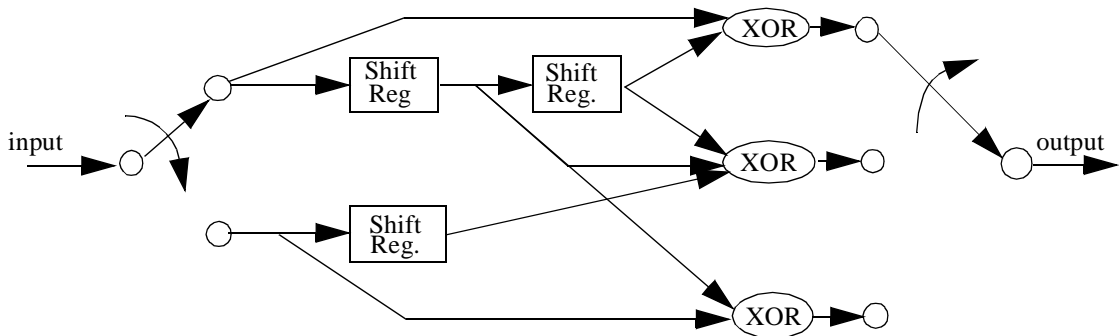 XOR
Shift
Reg
Shift
Reg.
input
XOR
output
Shift
Reg.
XOR